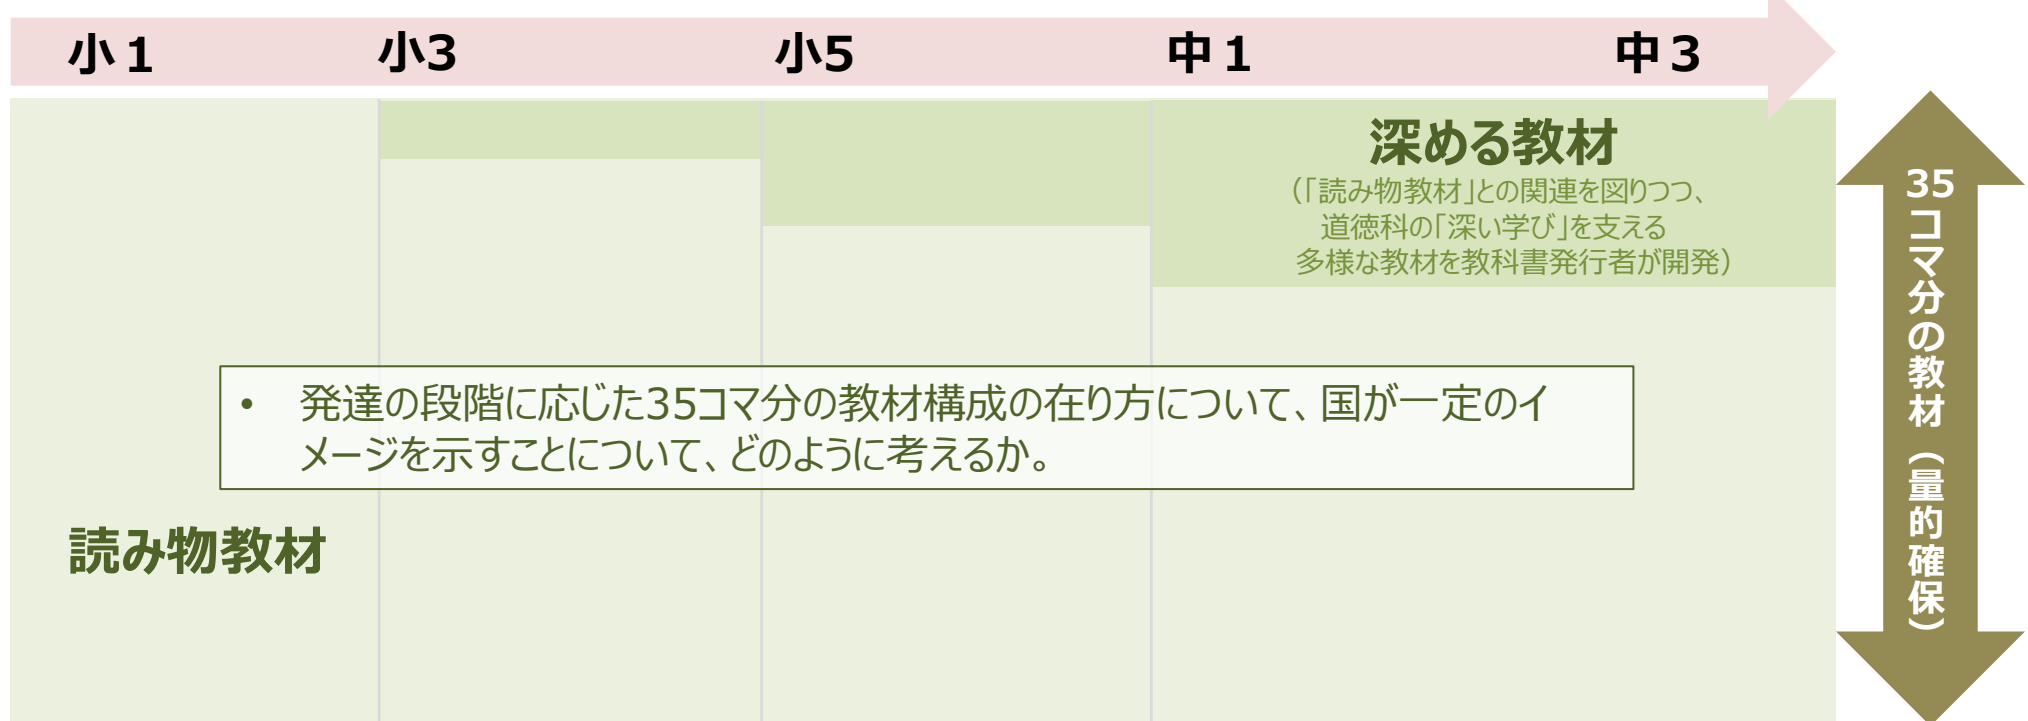 小１ 小3 小5 中１ 中３
深める教材
（「読み物教材」との関連を図りつつ、
道徳科の「深い学び」を支える
多様な教材を教科書発行者が開発）
• 発達の段階に応じた35コマ分の教材構成の在り方について、国が一定のイ
メージを示すことについて、どのように考えるか。
読み物教材
35コマ分の教材（量的確保）